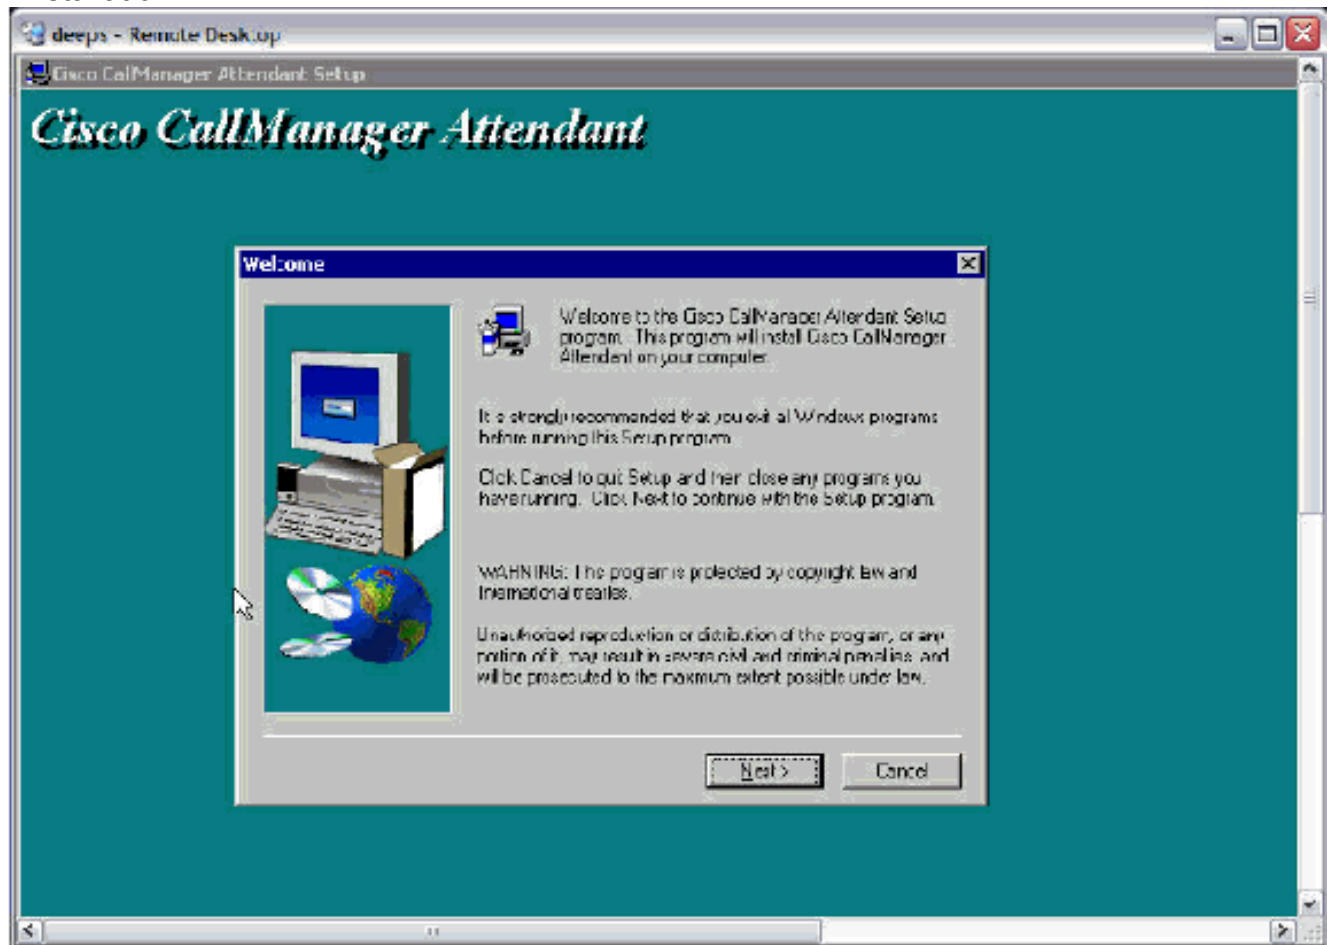 deeps - Remote Desktop
Cisco CallManager Attendant Setup
Cisco CallManager Attendant
Welcome
Welcome to the Cisco CallManager Attendant Setup
program. This program will install Cisco CallManager
Attendant on your computer.
It is strongly recommended that you exit all Windows programs
before running this Setup program.
Click Cancel to quit Setup and then close any programs you
have running. Click Next to continue with the Setup program.
WARNING: This program is protected by copyright law and
international treaties.
Unauthorized reproduction or distribution of this program, or any
portion of it, may result in severe civil and criminal penalties, and
will be prosecuted to the maximum extent possible under law.
Next >
Cancel